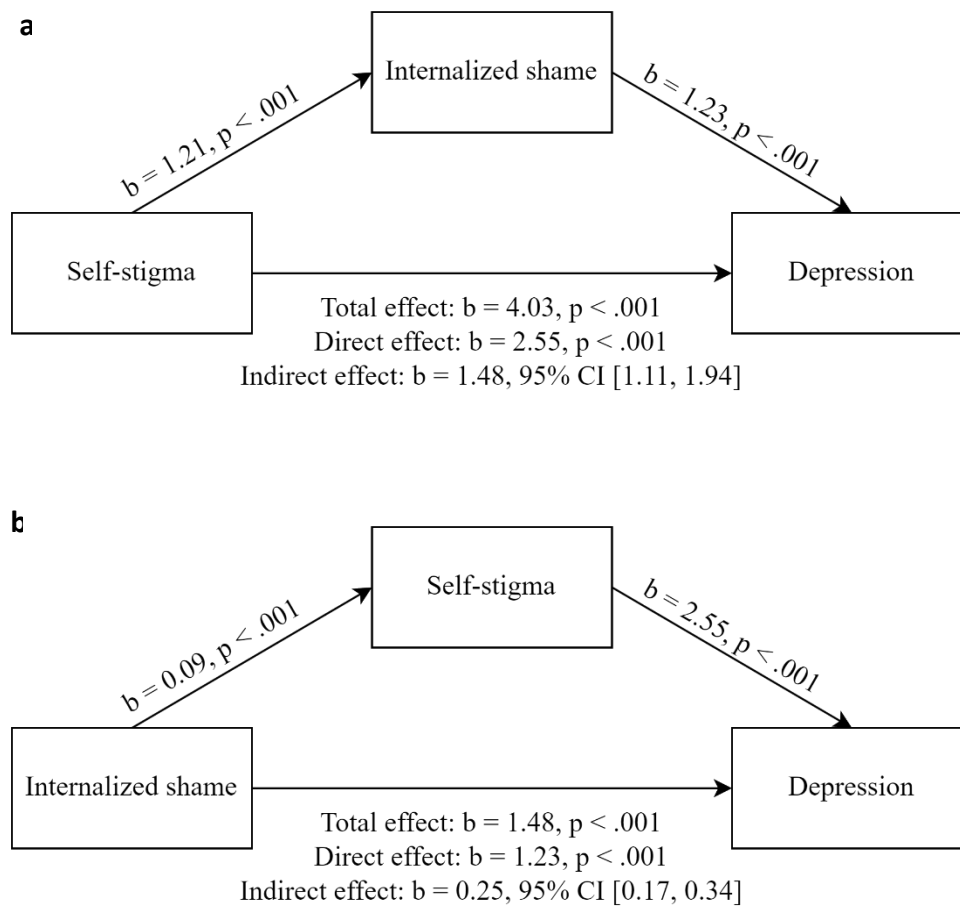 a
Internalized shame
b = 1.21, p < .001
b = 1.23, p < .001
Self-stigma
Depression
Total effect: b = 4.03, p < .001
Direct effect: b = 2.55, p < .001
Indirect effect: b = 1.48, 95% CI [1.11, 1.94]
b
Self-stigma
b = 0.09, p < .001
b = 2.55, p < .001
Internalized shame
Depression
Total effect: b = 1.48, p < .001
Direct effect: b = 1.23, p < .001
Indirect effect: b = 0.25, 95% CI [0.17, 0.34]